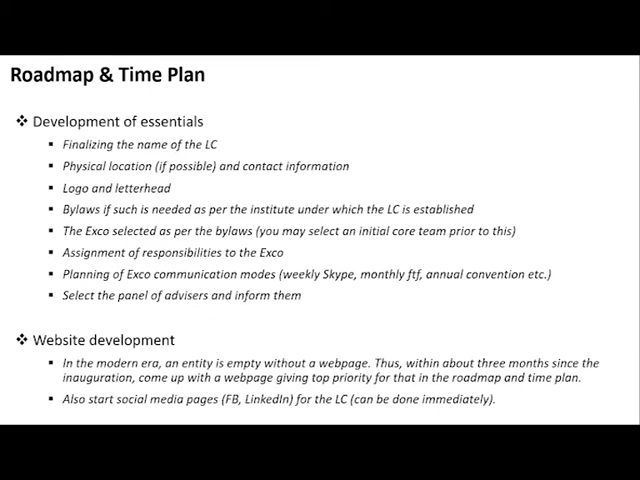 Roadmap & Time Plan
❖ Development of essentials
▪ Finalizing the name of the LC
▪ Physical location (if possible) and contact information
▪ Logo and letterhead
▪ Bylaws if such is needed as per the institute under which the LC is established
▪ The Exco selected as per the bylaws (you may select an initial core team prior to this)
▪ Assignment of responsibilities to the Exco
▪ Planning of Exco communication modes (weekly Skype, monthly ftf, annual convention etc.)
▪ Select the panel of advisers and inform them
❖ Website development
▪ In the modern era, an entity is empty without a webpage. Thus, within about three months since the
inauguration, come up with a webpage giving top priority for that in the roadmap and time plan.
▪ Also start social media pages (FB, LinkedIn) for the LC (can be done immediately).